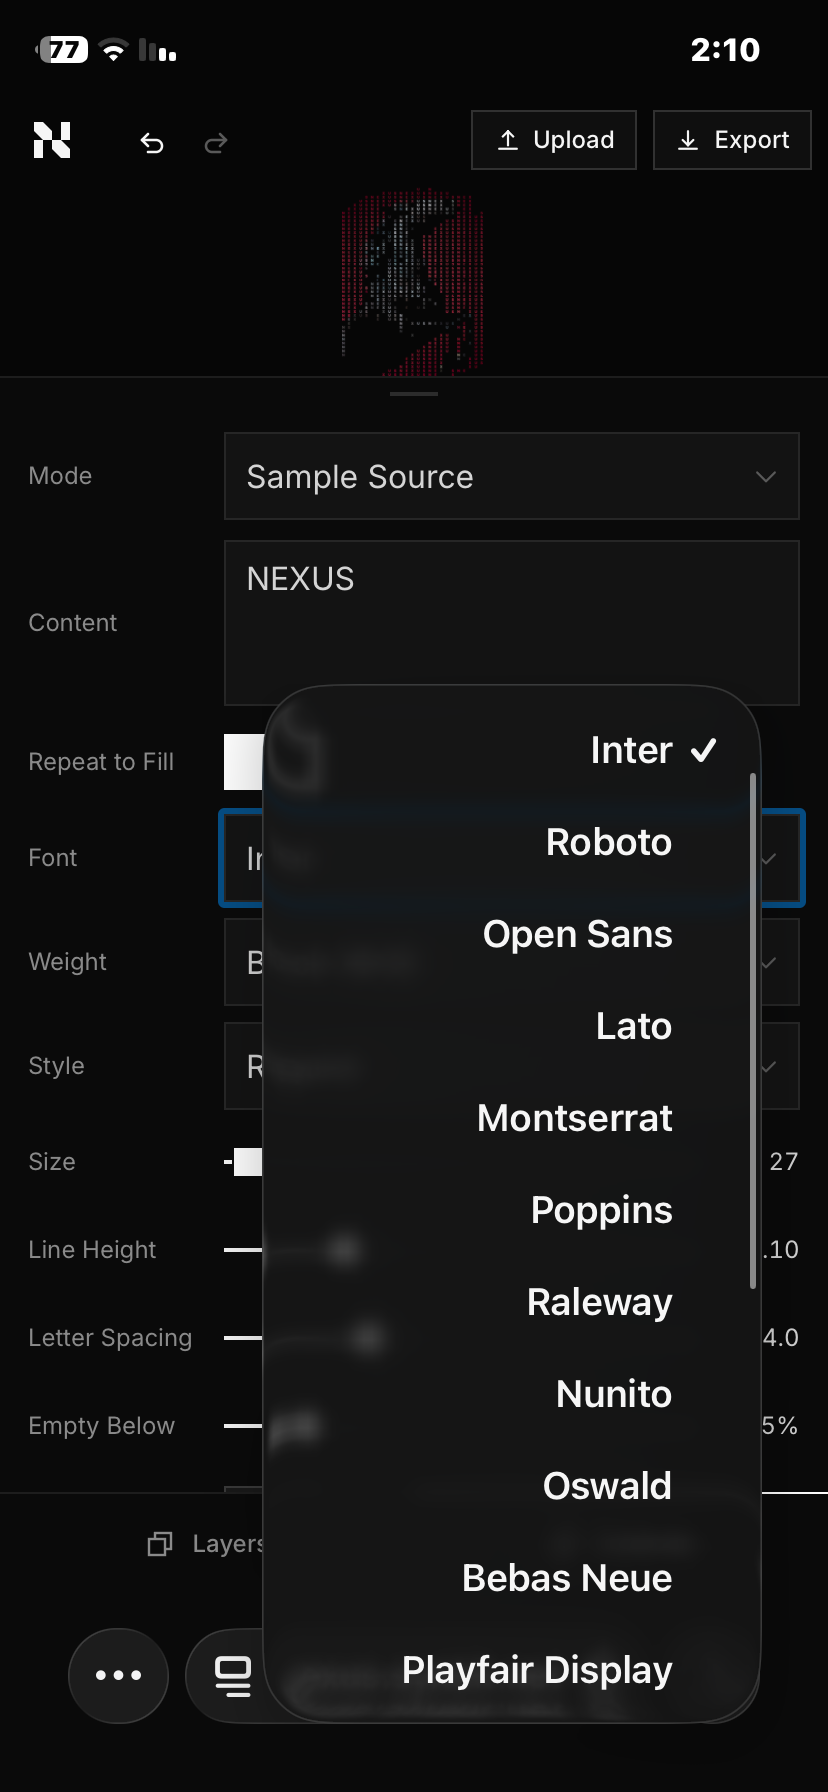 77
2:10
Upload
Export
Mode
Sample Source
Content
NEXUS
Repeat to Fill
Font
Weight
Style
Size
27
Line Height
.10
Letter Spacing
4.0
Empty Below
5%
Layers
Inter
Roboto
Open Sans
Lato
Montserrat
Poppins
Raleway
Nunito
Oswald
Bebas Neue
Playfair Display